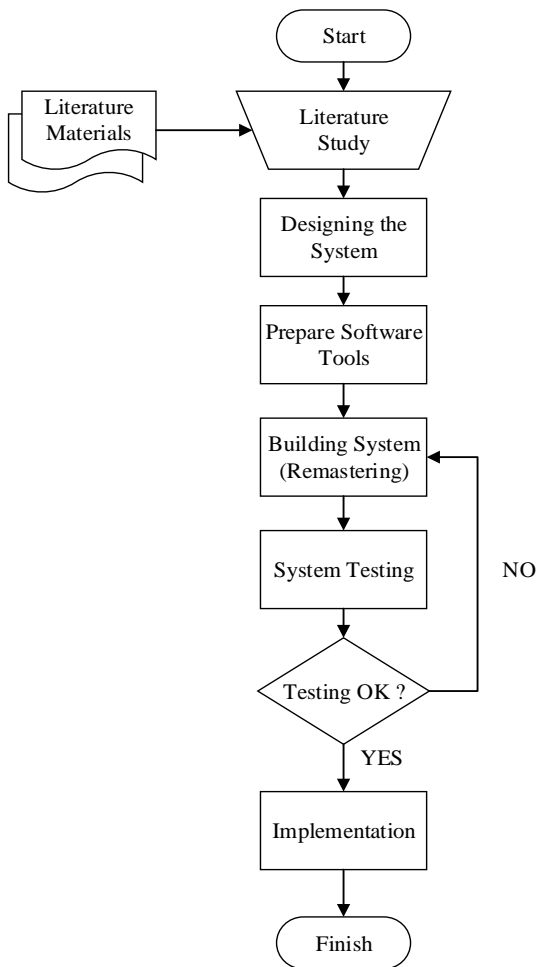 Start
Literature
Materials
Literature
Study
Designing the
System
Prepare Software
Tools
Building System
(Remastering)
System Testing
NO
Testing OK ?
YES
Implementation
Finish